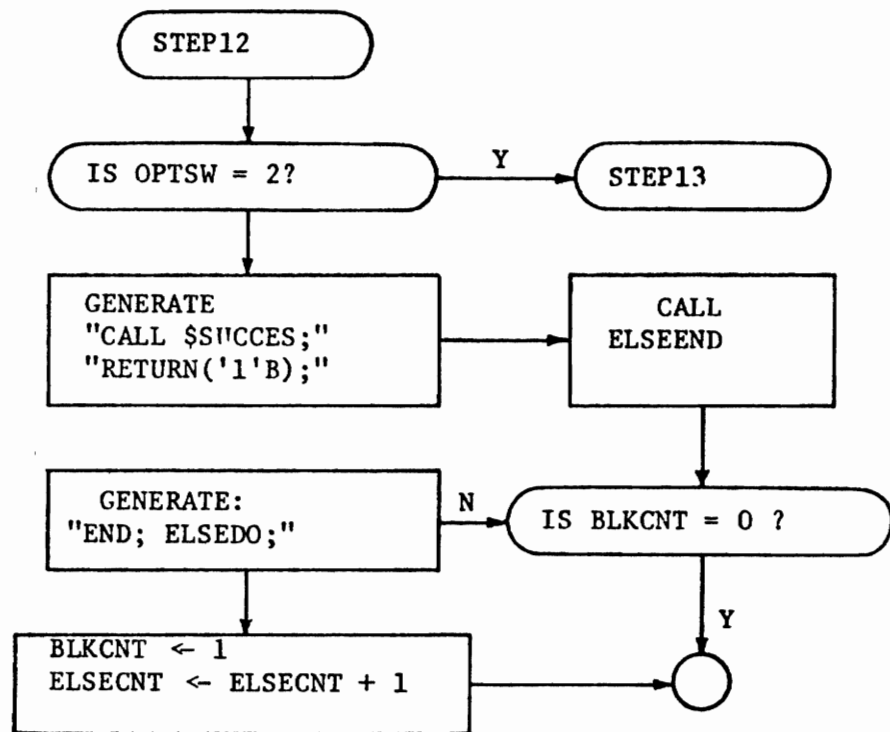 STEP12
IS OPTSW = 2?
Y
STEP13
GENERATE
"CALL $SUCCES;"
"RETURN('1'B);"
CALL
ELSEEND
GENERATE:
"END; ELSEDO;"
N
IS BLKCNT = 0 ?
Y
BLKCNT ← 1
ELSECNT ← ELSECNT + 1